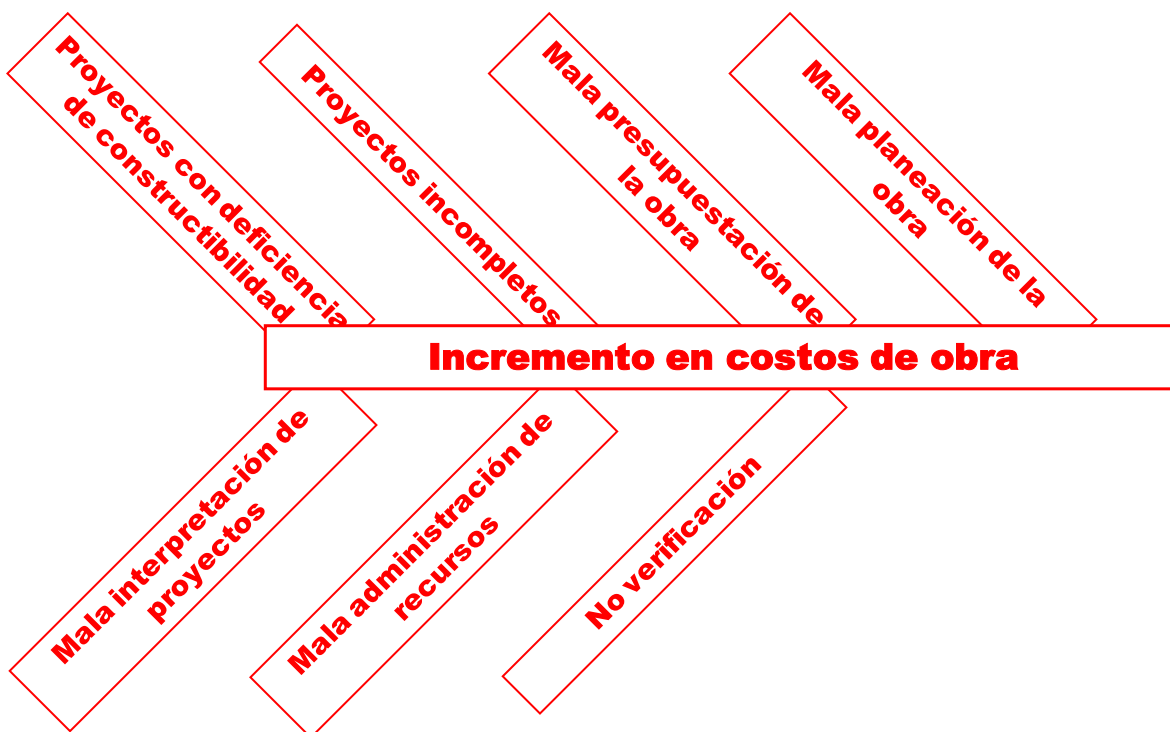 Proyectos con deficiencia
de constructibilidad
Proyectos incompletos
Mala presupuestación de
la obra
Mala planeación de la
obra
Incremento en costos de obra
Mala interpretación de
proyectos
Mala administración de
recursos
No verificación